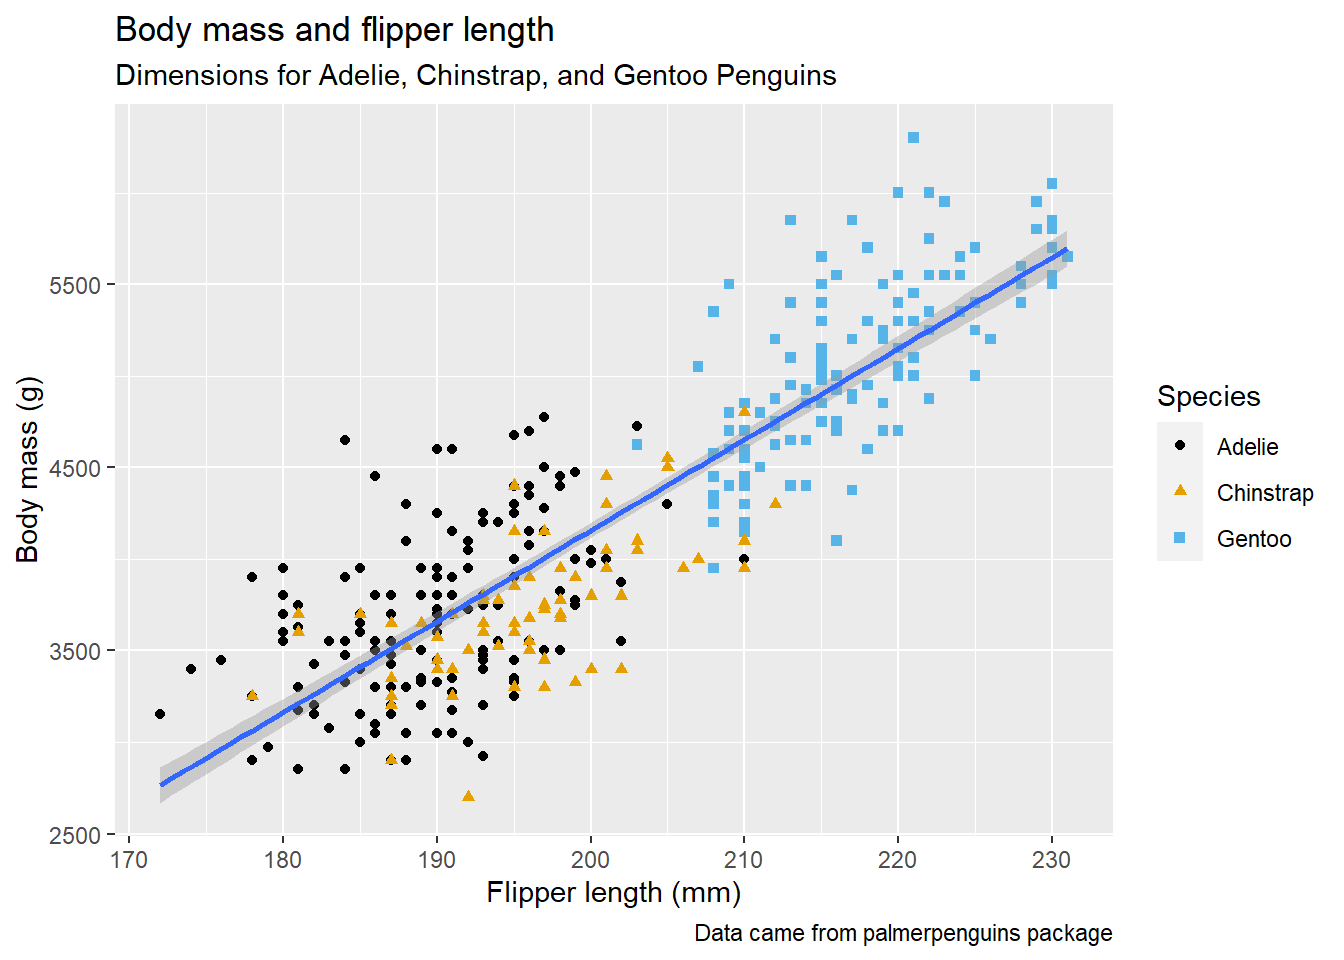 Body mass and flipper length
Dimensions for Adelie, Chinstrap, and Gentoo Penguins
Body mass (g)
5500
4500
3500
2500
170 180 190 200 210 220 230
Flipper length (mm)
Species
Adelie
Chinstrap
Gentoo
Data came from palmerpenguins package